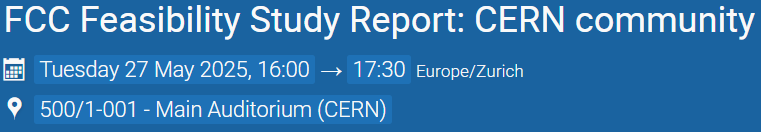 FCC Feasibility Study Report: CERN community
Tuesday 27 May 2025, 16:00 → 17:30 Europe/Zurich
500/1-001 - Main Auditorium (CERN)